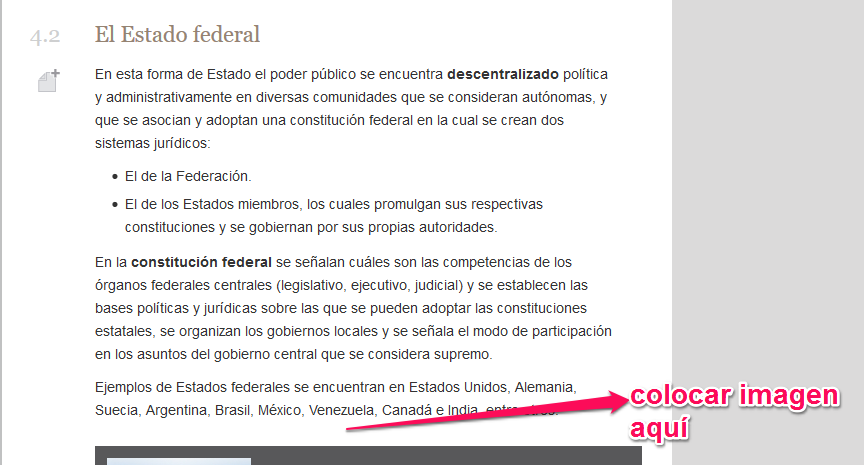 4.2 El Estado federal
En esta forma de Estado el poder público se encuentra descentralizado política
y administrativamente en diversas comunidades que se consideran autónomas, y
que se asocian y adoptan una constitución federal en la cual se crean dos
sistemas jurídicos:
• El de la Federación.
• El de los Estados miembros, los cuales promulgan sus respectivas
constituciones y se gobiernan por sus propias autoridades.
En la constitución federal se señalan cuáles son las competencias de los
órganos federales centrales (legislativo, ejecutivo, judicial) y se establecen las
bases políticas y jurídicas sobre las que se pueden adoptar las constituciones
estatales, se organizan los gobiernos locales y se señala el modo de participación
en los asuntos del gobierno central que se considera supremo.
Ejemplos de Estados federales se encuentran en Estados Unidos, Alemania,
Suecia, Argentina, Brasil, México, Venezuela, Canadá e India, entre otros.
colocar imagen
aquí